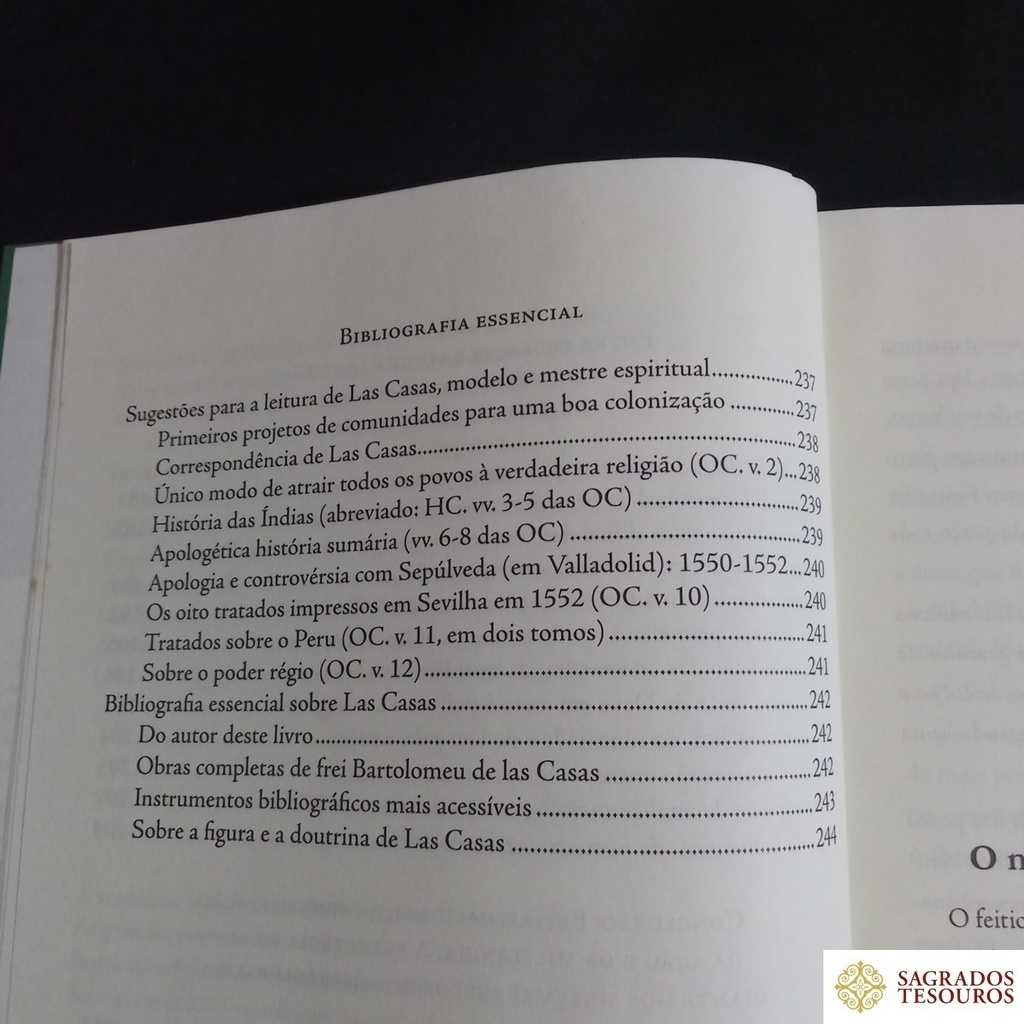 Bibliografia essencial
Sugestões para a leitura de Las Casas, modelo e mestre espiritual..............237
Primeiros projetos de comunidades para uma boa colonização ............237
Correspondência de Las Casas..............................................................238
Único modo de atrair todos os povos à verdadeira religião (OC. v. 2)...238
História das Índias (abreviado: HC. vv. 3-5 das OC) ..........................239
Apologética história sumária (vv. 6-8 das OC) ....................................239
Apologia e controvérsia com Sepúlveda (em Valladolid): 1550-1552...240
Os oito tratados impressos em Sevilha em 1552 (OC. v. 10)................240
Tratados sobre o Peru (OC. v. 11, em dois tomos)...............................241
Sobre o poder régio (OC. v. 12)............................................................241
Bibliografia essencial sobre Las Casas ..........................................................242
Do autor deste livro..............................................................................242
Obras completas de frei Bartolomeu de las Casas .................................242
Instrumentos bibliográficos mais acessíveis ............................................243
Sobre a figura e a doutrina de Las Casas ................................................244
O
O
SAGRADOS
TESOUROS